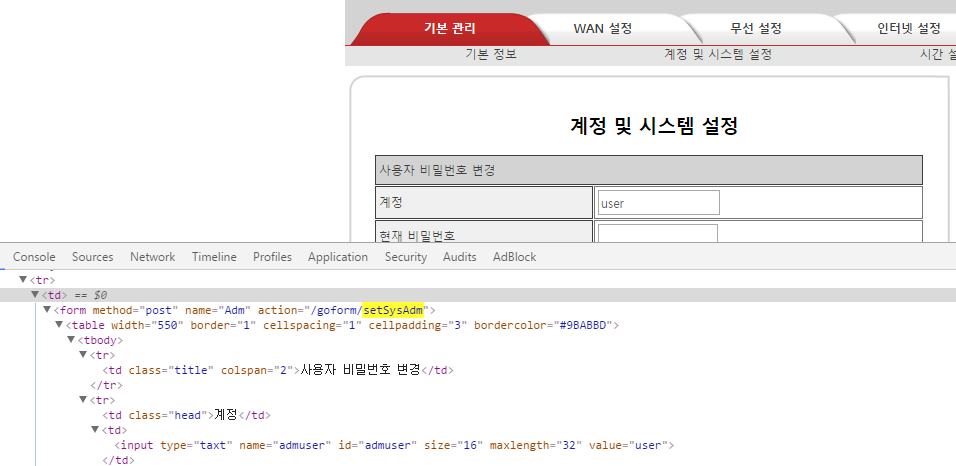 기본 관리 WAN 설정 무선 설정 인터넷 설정
기본 정보 계정 및 시스템 설정 시간 설
계정 및 시스템 설정
사용자 비밀번호 변경
계정 user
현재 비밀번호
Console Sources Network Timeline Profiles Application Security Audits AdBlock
▼<tr>
▼<td> == $0
▼<form method="post" name="Adm" action="/goform/setSysAdm">
▼<table width="550" border="1" cellspacing="1" cellpadding="3" bordercolor="#9BABBD">
▼<tbody>
▼<tr>
<td class="title" colspan="2">사용자 비밀번호 변경</td>
</tr>
▼<tr>
<td class="head">계정</td>
▼<td>
<input type="taxt" name="admuser" id="admuser" size="16" maxlength="32" value="user">
</td>